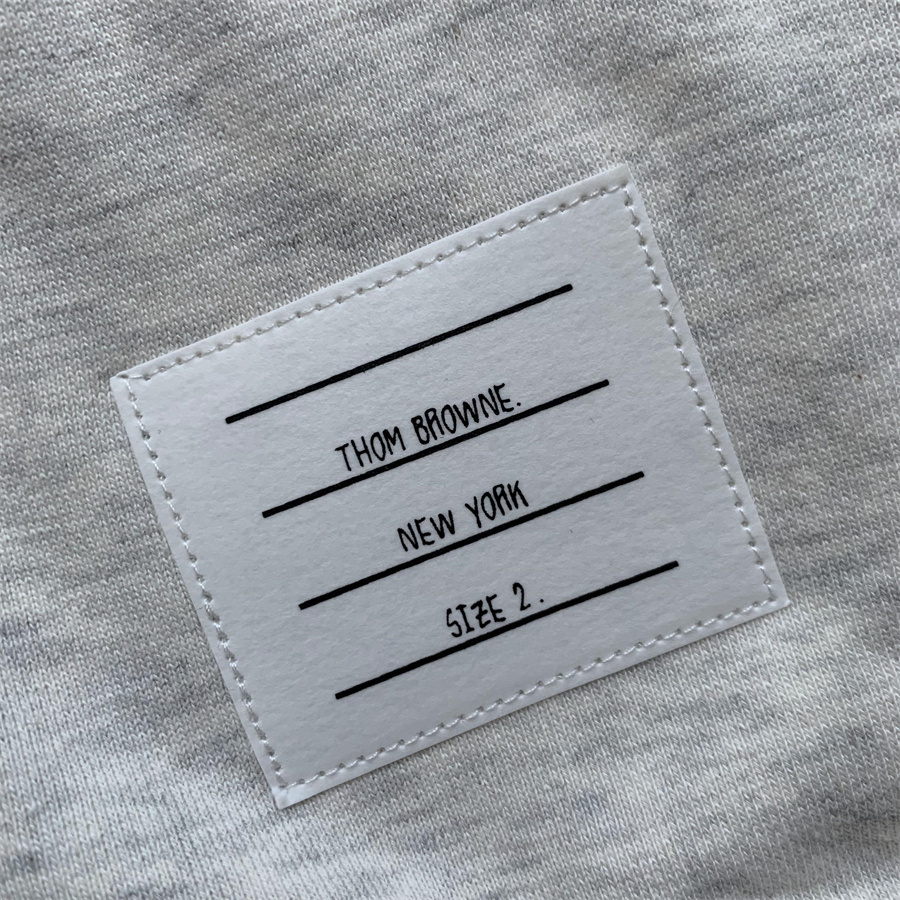 THOM BROWNE.
NEW YORK
SIZE 2.